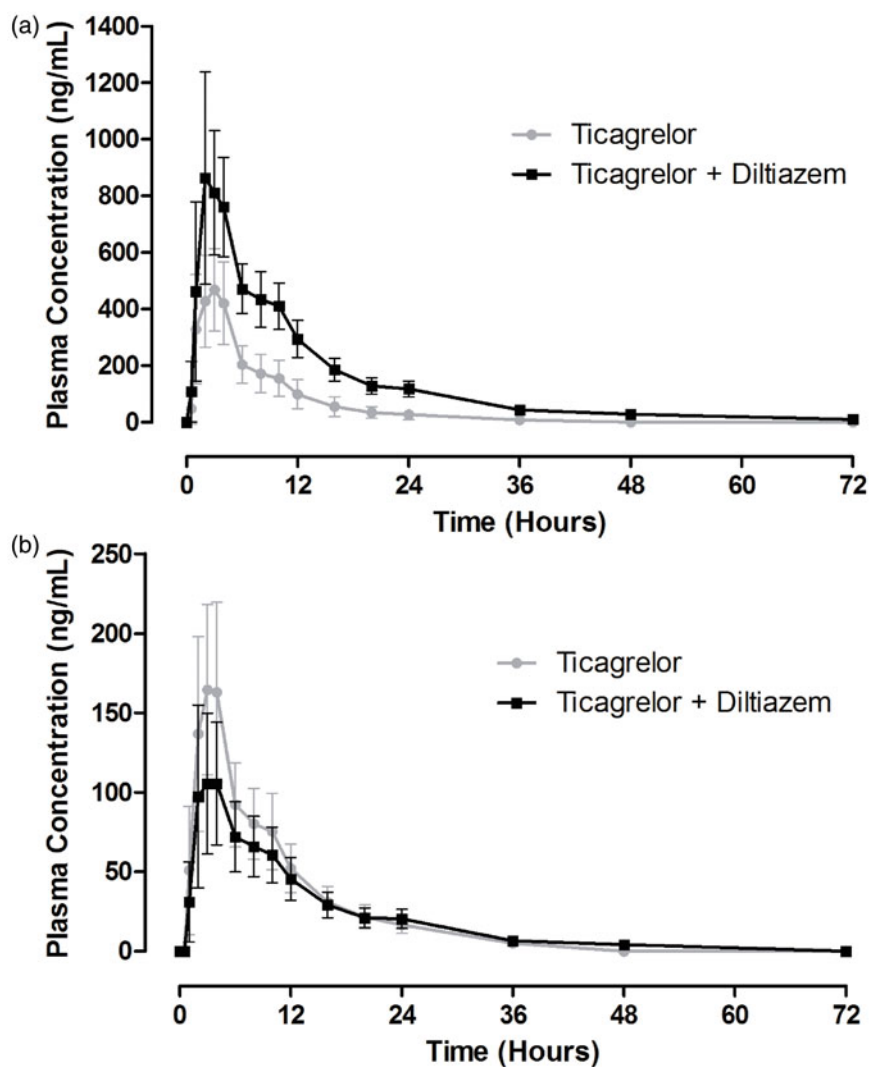 (a)
Plasma Concentration (ng/mL)
1400
1200
1000
800
600
400
200
0
Ticagrelor
Ticagrelor + Diltiazem
0 12 24 36 48 60 72
Time (Hours)
(b)
Plasma Concentration (ng/mL)
250
200
150
100
50
0
Ticagrelor
Ticagrelor + Diltiazem
0 12 24 36 48 60 72
Time (Hours)